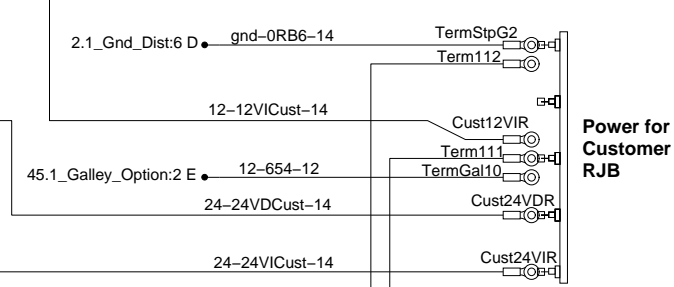 2.1_Gnd_Dist:6 D
gnd−0RB6−14
TermStpG2
Term112
12−12VICust−14
Cust12VIR
Power for
Customer
RJB
Term111
45.1_Galley_Option:2 E
12−654−12
TermGal10
24−24VDCust−14
Cust24VDR
24−24VICust−14
Cust24VIR